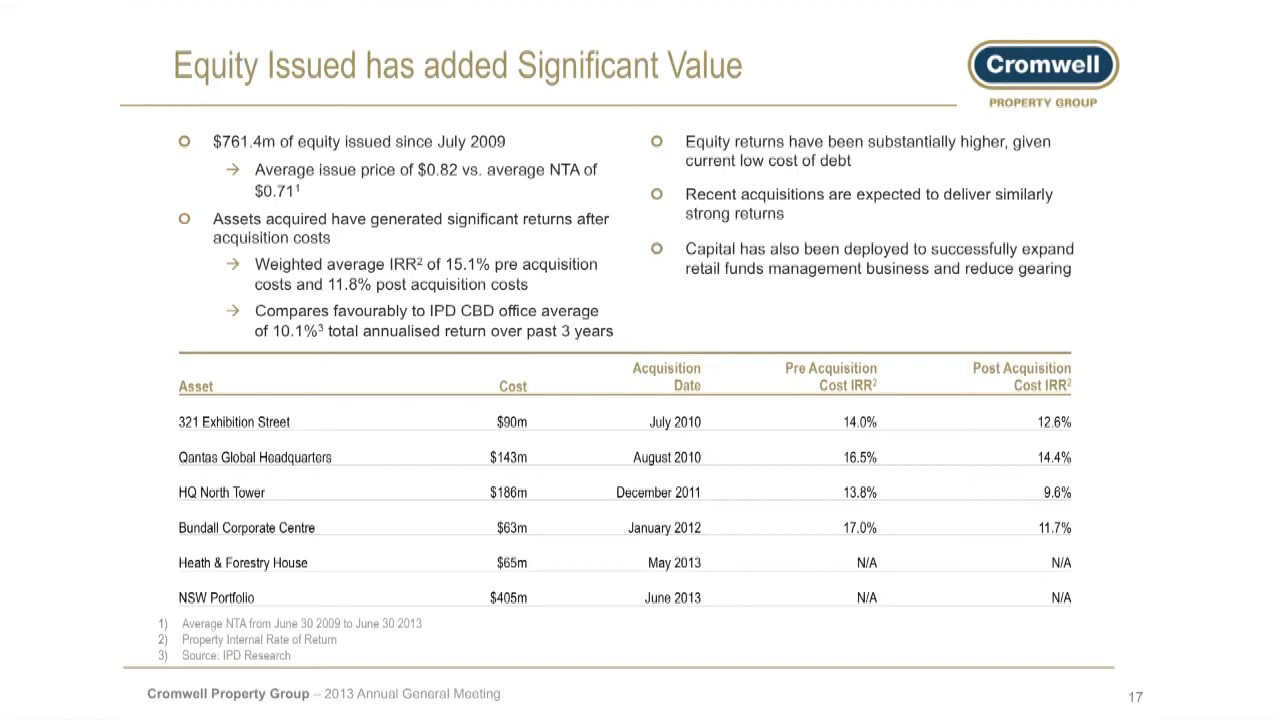 Equity Issued has added Significant Value
Cromwell
PROPERTY GROUP
$761.4m of equity issued since July 2009
→ Average issue price of $0.82 vs. average NTA of
$0.71¹
Assets acquired have generated significant returns after
acquisition costs
→ Weighted average IRR² of 15.1% pre acquisition
costs and 11.8% post acquisition costs
→ Compares favourably to IPD CBD office average
of 10.1%³ total annualised return over past 3 years
Equity returns have been substantially higher, given
current low cost of debt
Recent acquisitions are expected to deliver similarly
strong returns
Capital has also been deployed to successfully expand
retail funds management business and reduce gearing
Acquisition Pre Acquisition Post Acquisition
Asset Cost Date Cost IRR² Cost IRR²
321 Exhibition Street $90m July 2010 14.0% 12.6%
Qantas Global Headquarters $143m August 2010 16.5% 14.4%
HQ North Tower $186m December 2011 13.8% 9.6%
Bundall Corporate Centre $63m January 2012 17.0% 11.7%
Heath & Forestry House $65m May 2013 N/A N/A
NSW Portfolio $405m June 2013 N/A N/A
1) Average NTA from June 30 2009 to June 30 2013
2) Property Internal Rate of Return
3) Source: IPD Research
Cromwell Property Group – 2013 Annual General Meeting
17